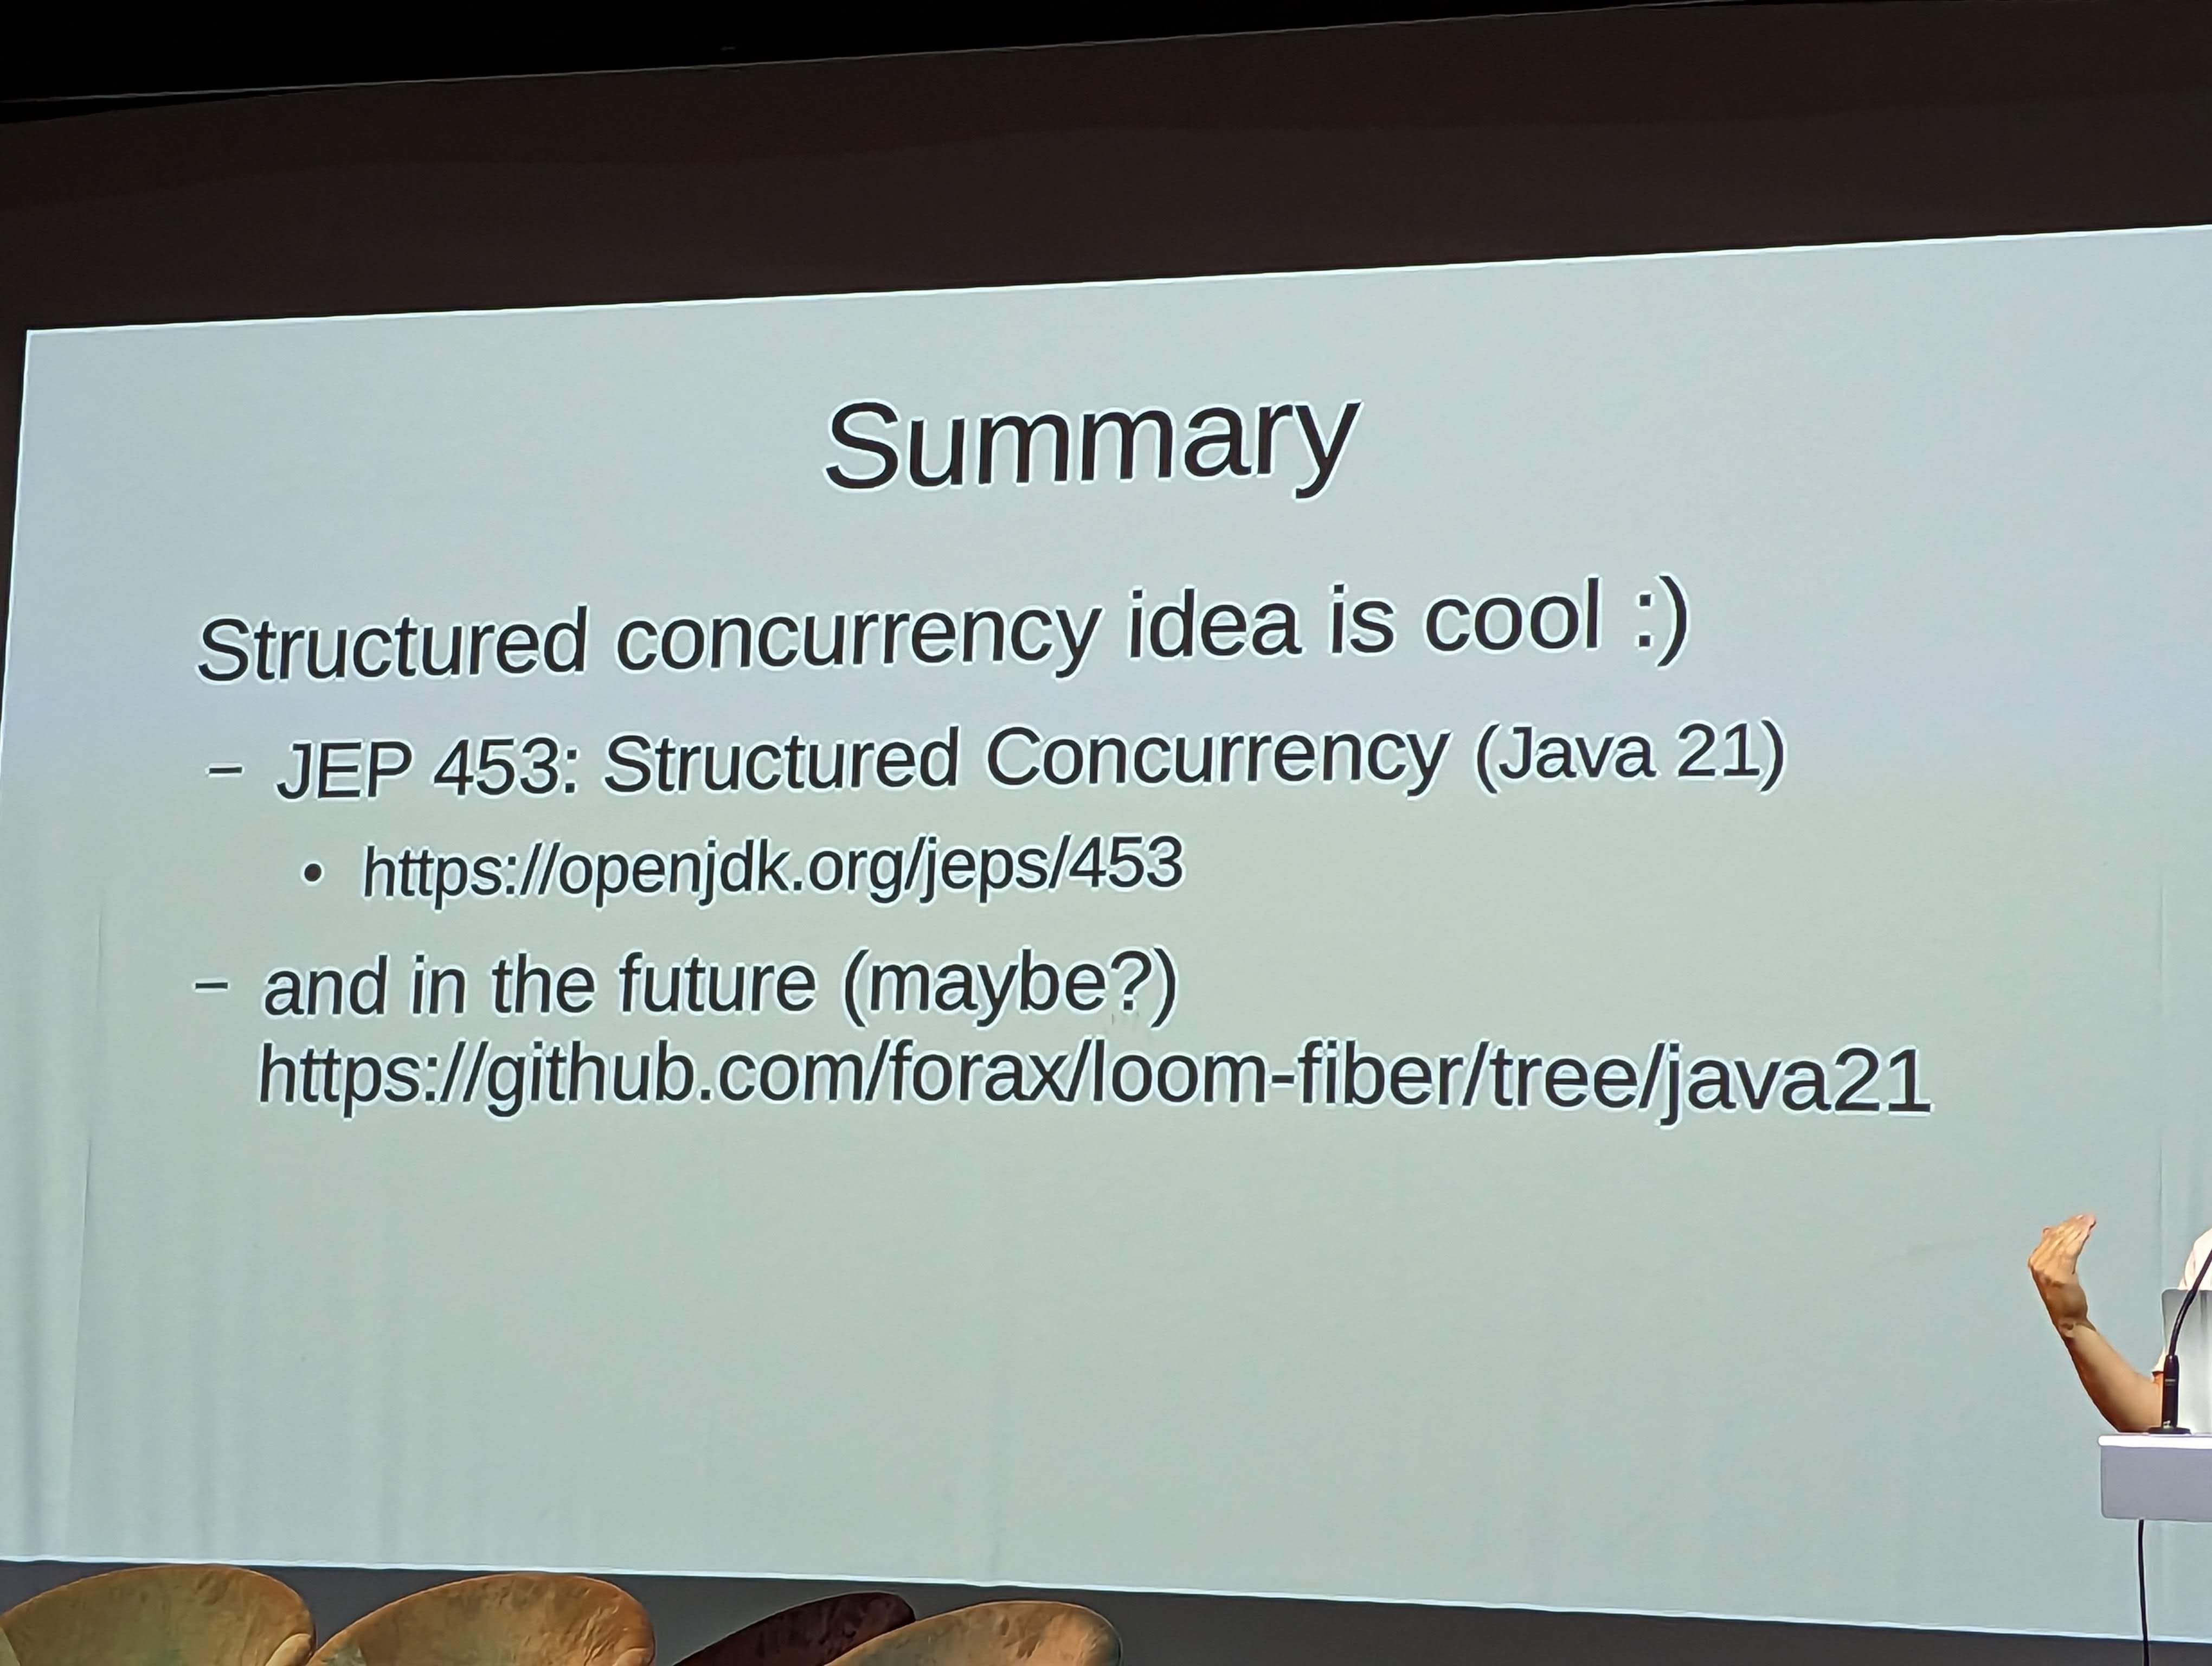 Summary
Structured concurrency idea is cool :)
– JEP 453: Structured Concurrency (Java 21)
• https://openjdk.org/jeps/453
– and in the future (maybe?)
https://github.com/forax/loom-fiber/tree/java21